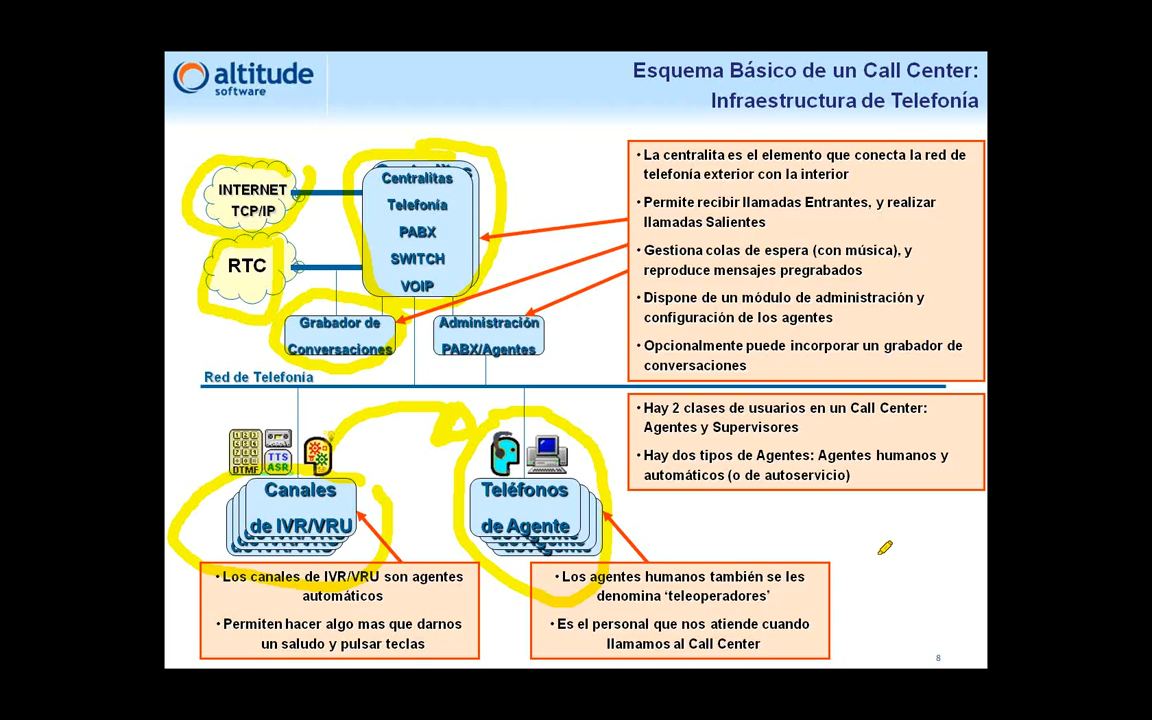 altitude
software
Esquema Básico de un Call Center:
Infraestructura de Telefonía
INTERNET
TCP/IP
RTC
Centralitas
Telefonía
PABX
SWITCH
VOIP
Grabador de
Conversaciones
Administración
PABX/Agentes
Red de Telefonía
• La centralita es el elemento que conecta la red de
telefonía exterior con la interior
• Permite recibir llamadas Entrantes, y realizar
llamadas Salientes
• Gestiona colas de espera (con música), y
reproduce mensajes pregrabados
• Dispone de un módulo de administración y
configuración de los agentes
• Opcionalmente puede incorporar un grabador de
conversaciones
• Hay 2 clases de usuarios en un Call Center:
Agentes y Supervisores
• Hay dos tipos de Agentes: Agentes humanos y
automáticos (o de autoservicio)
DTMF
TTS
ASR
Canales
de IVR/VRU
Teléfonos
de Agente
• Los canales de IVR/VRU son agentes
automáticos
• Permiten hacer algo mas que darnos
un saludo y pulsar teclas
• Los agentes humanos también se les
denomina ‘teleoperadores’
• Es el personal que nos atiende cuando
llamamos al Call Center
8